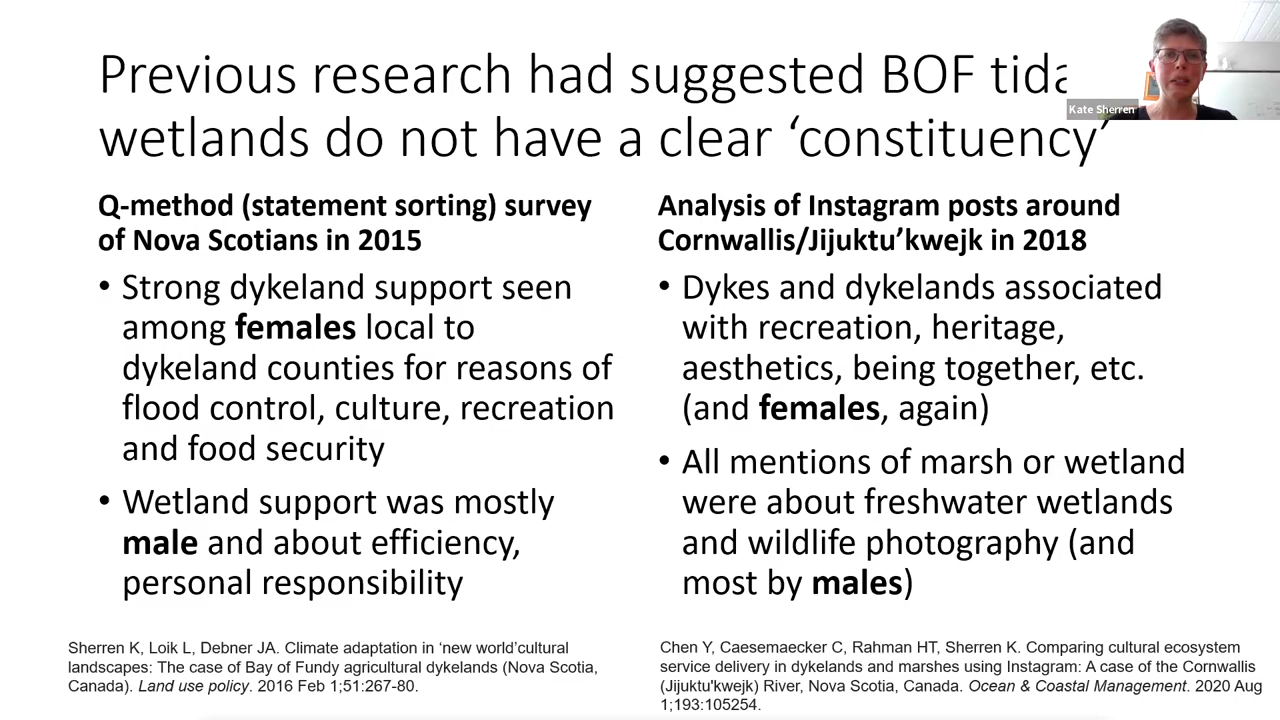 Previous research had suggested BOF tida
wetlands do not have a clear ‘constituency’
Kate Sherren
Q-method (statement sorting) survey
of Nova Scotians in 2015
• Strong dykeland support seen
among females local to
dykeland counties for reasons of
flood control, culture, recreation
and food security
• Wetland support was mostly
male and about efficiency,
personal responsibility
Sherren K, Loik L, Debner JA. Climate adaptation in ‘new world’cultural
landscapes: The case of Bay of Fundy agricultural dykelands (Nova Scotia,
Canada). Land use policy. 2016 Feb 1;51:267-80.
Analysis of Instagram posts around
Cornwallis/Jijuktu’kwejk in 2018
• Dykes and dykelands associated
with recreation, heritage,
aesthetics, being together, etc.
(and females, again)
• All mentions of marsh or wetland
were about freshwater wetlands
and wildlife photography (and
most by males)
Chen Y, Caesemaecker C, Rahman HT, Sherren K. Comparing cultural ecosystem
service delivery in dykelands and marshes using Instagram: A case of the Cornwallis
(Jijuktu'kwejk) River, Nova Scotia, Canada. Ocean & Coastal Management. 2020 Aug
1;193:105254.